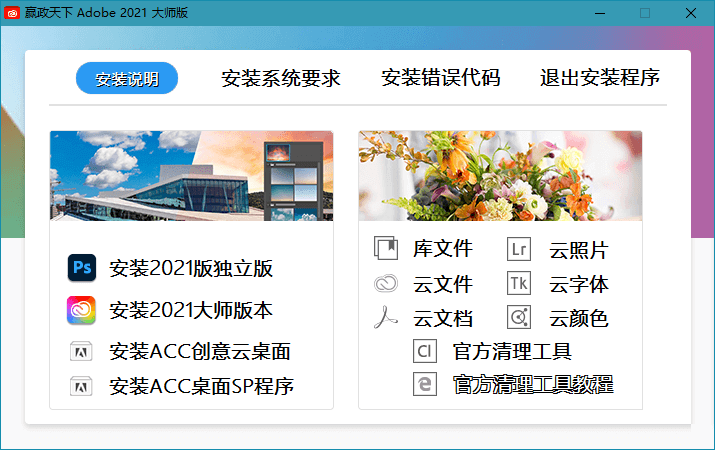 嬴政天下 Adobe 2021 大师版
安装说明 安装系统要求 安装错误代码 退出安装程序
Ps 安装2021版独立版
安装2021大师版本
安装ACC创意云桌面
安装ACC桌面SP程序
库文件 Lr 云照片
云文件 Tk 云字体
云文档 云颜色
Cl 官方清理工具
官方清理工具教程